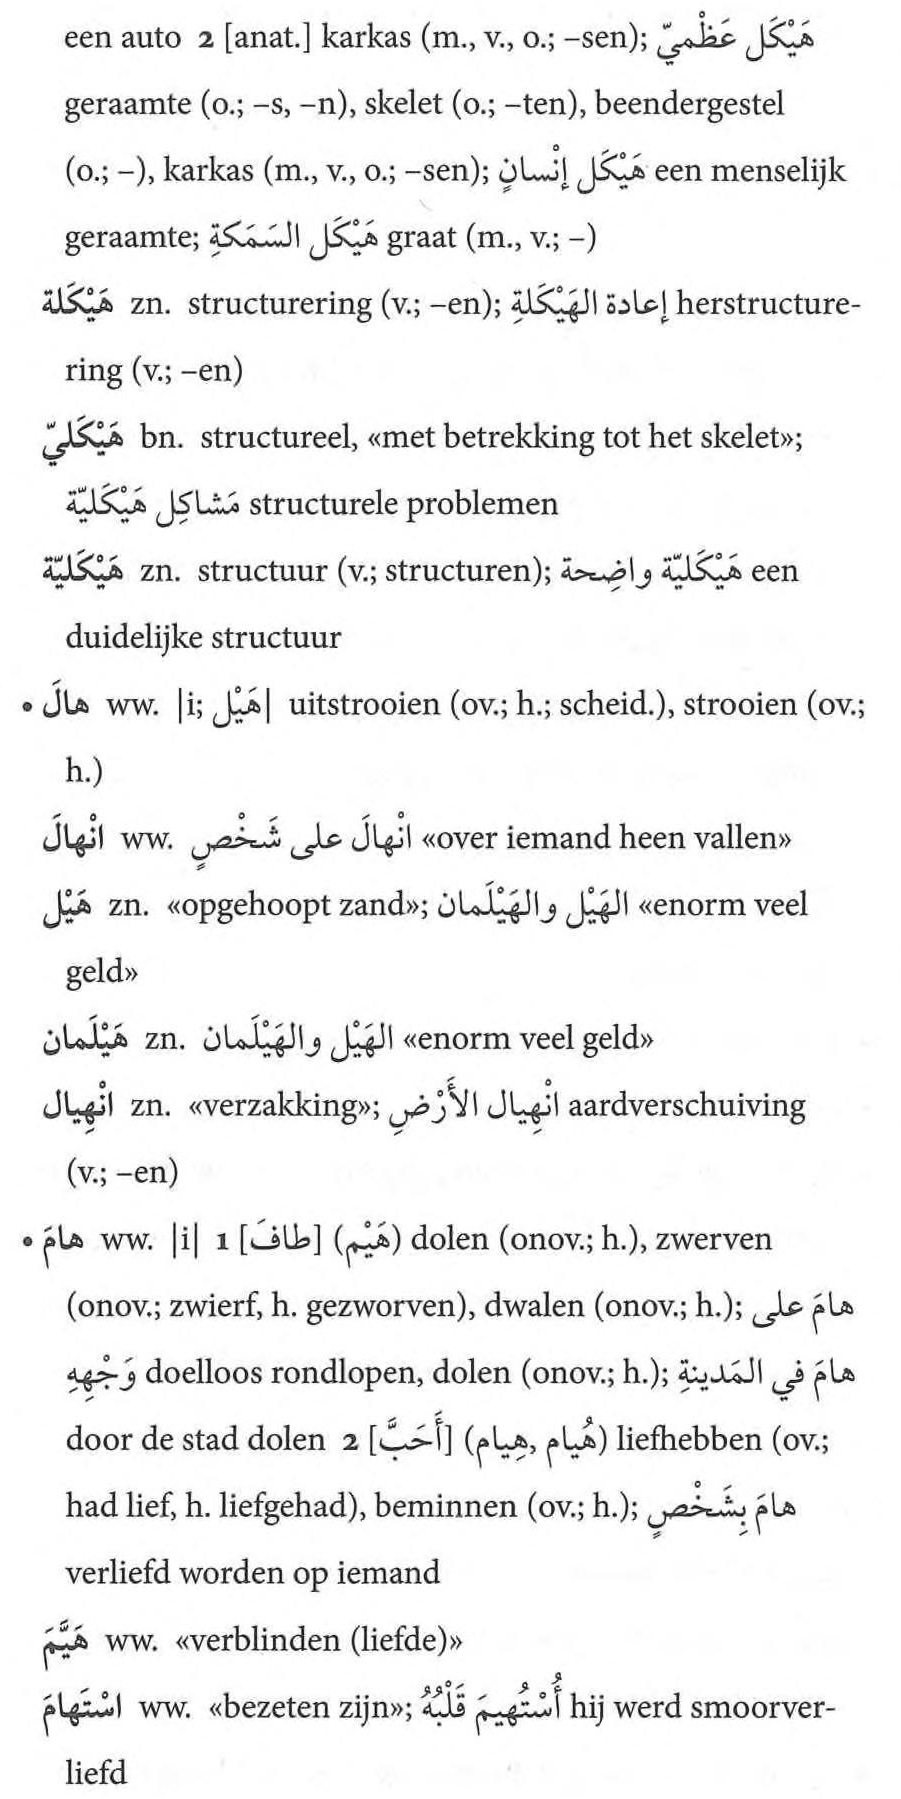 een auto 2 [anat.] karkas (m., v., o.; –sen); هَيْكَل عَظْمِيّ
geraamte (o.; –s, –n), skelet (o.; –ten), beendergestel
(o.; –), karkas (m., v., o.; –sen); هَيْكَل إنْسانٍ een menselijk
geraamte; هَيْكَل السَمَكةِ graat (m., v.; –)
هَيْكَلة zn. structurering (v.; –en); إعادة الهَيْكَلةِ herstructure-
ring (v.; –en)
هَيْكَليّ bn. structureel, «met betrekking tot het skelet»;
مَشاكِل هَيْكَليّة structurele problemen
هَيْكَليّة zn. structuur (v.; structuren); هَيْكَليّة واضِحة een
duidelijke structuur
• هالَ ww. |i; هَيْل| uitstrooien (ov.; h.; scheid.), strooien (ov.;
h.)
انْهالَ ww. انْهالَ على شَخْصٍ «over iemand heen vallen»
هَيْل zn. «opgehoopt zand»; الهَيْل والهَيْلَمان «enorm veel
geld»
هَيْلَمان zn. الهَيْل والهَيْلَمان «enorm veel geld»
انْهِيال zn. «verzakking»; انْهِيال الأَرْضِ aardverschuiving
(v.; –en)
• هامَ ww. |i| 1 [طافَ] (هَيْم) dolen (onov.; h.), zwerven
(onov.; zwierf, h. gezworven), dwalen (onov.; h.); هامَ على
وَجْهِهِ doelloos rondlopen, dolen (onov.; h.); هامَ في المَدينةِ
door de stad dolen 2 [أَحَبَّ] (هُيام, هِيام) liefhebben (ov.;
had lief, h. liefgehad), beminnen (ov.; h.); هامَ بِشَخْصٍ
verliefd worden op iemand
هَيَّمَ ww. «verblinden (liefde)»
اسْتَهامَ ww. «bezeten zijn»; أُسْتُهِيمَ قَلْبُهُ hij werd smoorver-
liefd